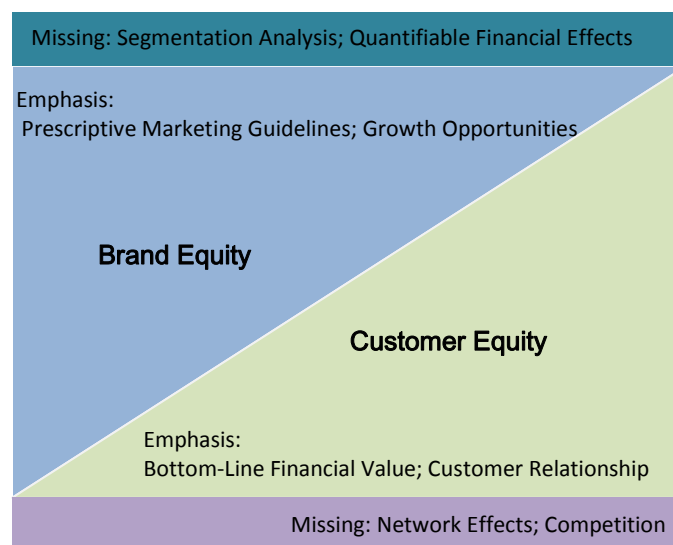 Missing: Segmentation Analysis; Quantifiable Financial Effects
Emphasis:
Prescriptive Marketing Guidelines; Growth Opportunities
Brand Equity
Customer Equity
Emphasis:
Bottom-Line Financial Value; Customer Relationship
Missing: Network Effects; Competition